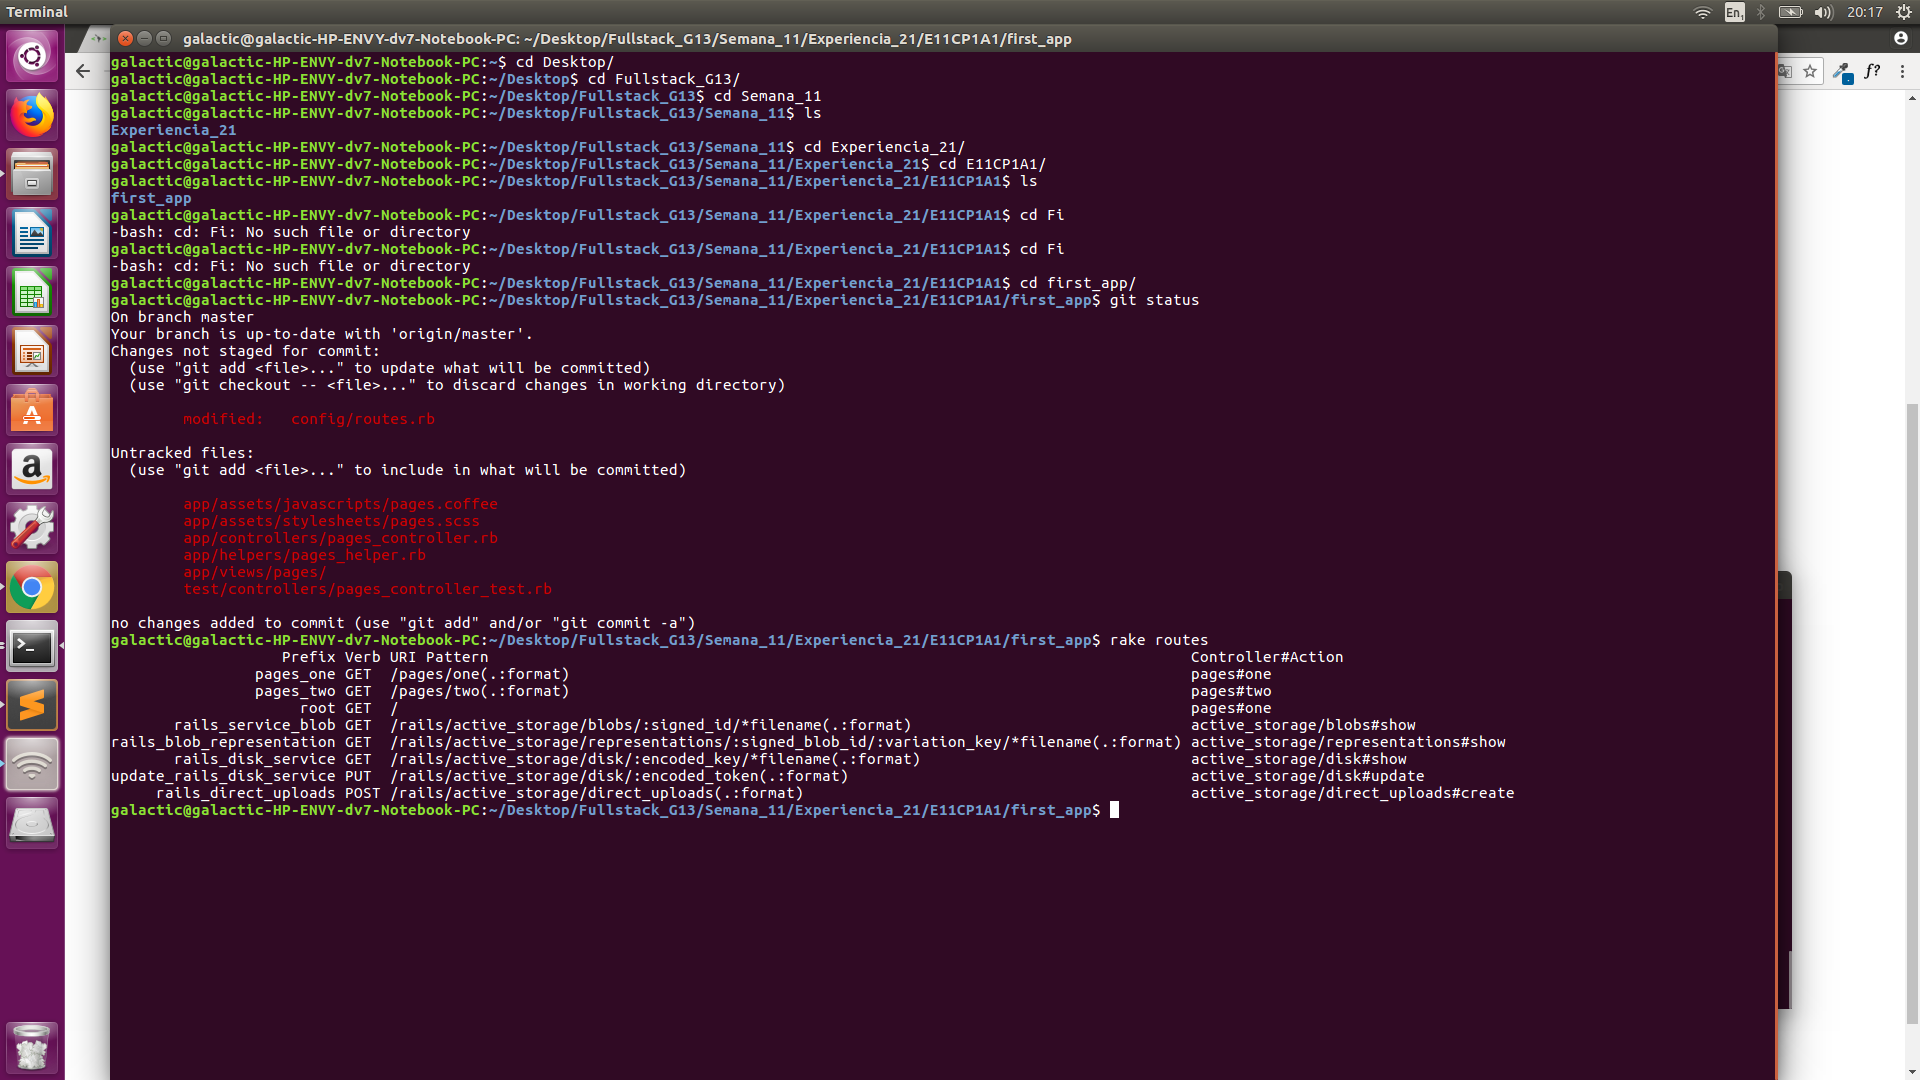 Terminal
En1
20:17
galactic@galactic-HP-ENVY-dv7-Notebook-PC: ~/Desktop/Fullstack_G13/Semana_11/Experiencia_21/E11CP1A1/first_app
f?
galactic@galactic-HP-ENVY-dv7-Notebook-PC:~$ cd Desktop/
galactic@galactic-HP-ENVY-dv7-Notebook-PC:~/Desktop$ cd Fullstack_G13/
galactic@galactic-HP-ENVY-dv7-Notebook-PC:~/Desktop/Fullstack_G13$ cd Semana_11
galactic@galactic-HP-ENVY-dv7-Notebook-PC:~/Desktop/Fullstack_G13/Semana_11$ ls
Experiencia_21
galactic@galactic-HP-ENVY-dv7-Notebook-PC:~/Desktop/Fullstack_G13/Semana_11$ cd Experiencia_21/
galactic@galactic-HP-ENVY-dv7-Notebook-PC:~/Desktop/Fullstack_G13/Semana_11/Experiencia_21$ cd E11CP1A1/
galactic@galactic-HP-ENVY-dv7-Notebook-PC:~/Desktop/Fullstack_G13/Semana_11/Experiencia_21/E11CP1A1$ ls
first_app
galactic@galactic-HP-ENVY-dv7-Notebook-PC:~/Desktop/Fullstack_G13/Semana_11/Experiencia_21/E11CP1A1$ cd Fi
-bash: cd: Fi: No such file or directory
galactic@galactic-HP-ENVY-dv7-Notebook-PC:~/Desktop/Fullstack_G13/Semana_11/Experiencia_21/E11CP1A1$ cd Fi
-bash: cd: Fi: No such file or directory
galactic@galactic-HP-ENVY-dv7-Notebook-PC:~/Desktop/Fullstack_G13/Semana_11/Experiencia_21/E11CP1A1$ cd first_app/
galactic@galactic-HP-ENVY-dv7-Notebook-PC:~/Desktop/Fullstack_G13/Semana_11/Experiencia_21/E11CP1A1/first_app$ git status
On branch master
Your branch is up-to-date with 'origin/master'.
Changes not staged for commit:
  (use "git add <file>..." to update what will be committed)
  (use "git checkout -- <file>..." to discard changes in working directory)
        modified:   config/routes.rb
Untracked files:
  (use "git add <file>..." to include in what will be committed)
        app/assets/javascripts/pages.coffee
        app/assets/stylesheets/pages.scss
        app/controllers/pages_controller.rb
        app/helpers/pages_helper.rb
        app/views/pages/
        test/controllers/pages_controller_test.rb
no changes added to commit (use "git add" and/or "git commit -a")
galactic@galactic-HP-ENVY-dv7-Notebook-PC:~/Desktop/Fullstack_G13/Semana_11/Experiencia_21/E11CP1A1/first_app$ rake routes
                   Prefix Verb URI Pattern                                                                              Controller#Action
                pages_one GET  /pages/one(.:format)                                                                     pages#one
                pages_two GET  /pages/two(.:format)                                                                     pages#two
                     root GET  /                                                                                        pages#one
       rails_service_blob GET  /rails/active_storage/blobs/:signed_id/*filename(.:format)                               active_storage/blobs#show
rails_blob_representation GET  /rails/active_storage/representations/:signed_blob_id/:variation_key/*filename(.:format) active_storage/representations#show
       rails_disk_service GET  /rails/active_storage/disk/:encoded_key/*filename(.:format)                              active_storage/disk#show
update_rails_disk_service PUT  /rails/active_storage/disk/:encoded_token(.:format)                                      active_storage/disk#update
     rails_direct_uploads POST /rails/active_storage/direct_uploads(.:format)                                           active_storage/direct_uploads#create
galactic@galactic-HP-ENVY-dv7-Notebook-PC:~/Desktop/Fullstack_G13/Semana_11/Experiencia_21/E11CP1A1/first_app$